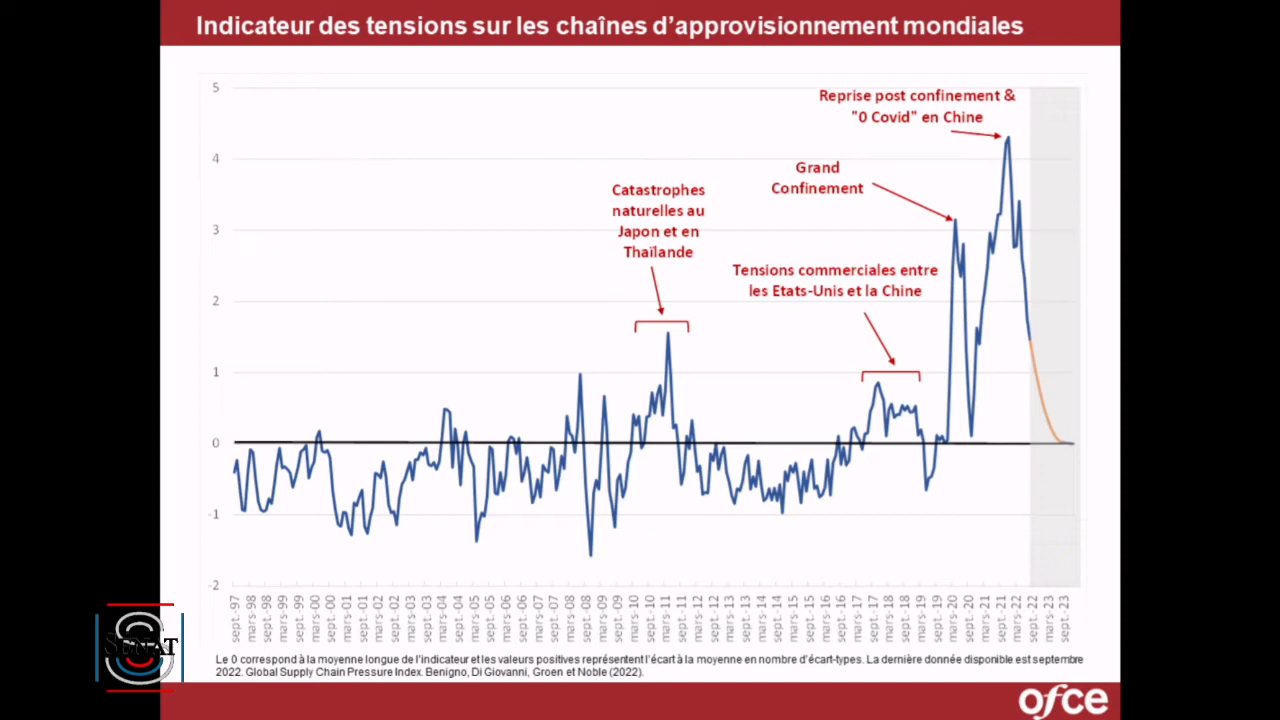 Indicateur des tensions sur les chaînes d'approvisionnement mondiales
5
4
3
2
1
0
-1
-2
Reprise post confinement &
"0 Covid" en Chine
Grand
Confinement
Catastrophes
naturelles au
Japon et en
Thaïlande
Tensions commerciales entre
les Etats-Unis et la Chine
sept.-97
mars-98
sept.-98
mars-99
sept.-99
mars-00
sept.-00
mars-01
sept.-01
mars-02
sept.-02
mars-03
sept.-03
mars-04
sept.-04
mars-05
sept.-05
mars-06
sept.-06
mars-07
sept.-07
mars-08
sept.-08
mars-09
sept.-09
mars-10
sept.-10
mars-11
sept.-11
mars-12
sept.-12
mars-13
sept.-13
mars-14
sept.-14
mars-15
sept.-15
mars-16
sept.-16
mars-17
sept.-17
mars-18
sept.-18
mars-19
sept.-19
mars-20
sept.-20
mars-21
sept.-21
mars-22
sept.-22
mars-23
sept.-23
Le 0 correspond à la moyenne longue de l'indicateur et les valeurs positives représentent l'écart à la moyenne en nombre d'écart-types. La dernière donnée disponible est septembre
2022. Global Supply Chain Pressure Index. Benigno, Di Giovanni, Groen et Noble (2022).
SÉNAT
ofce